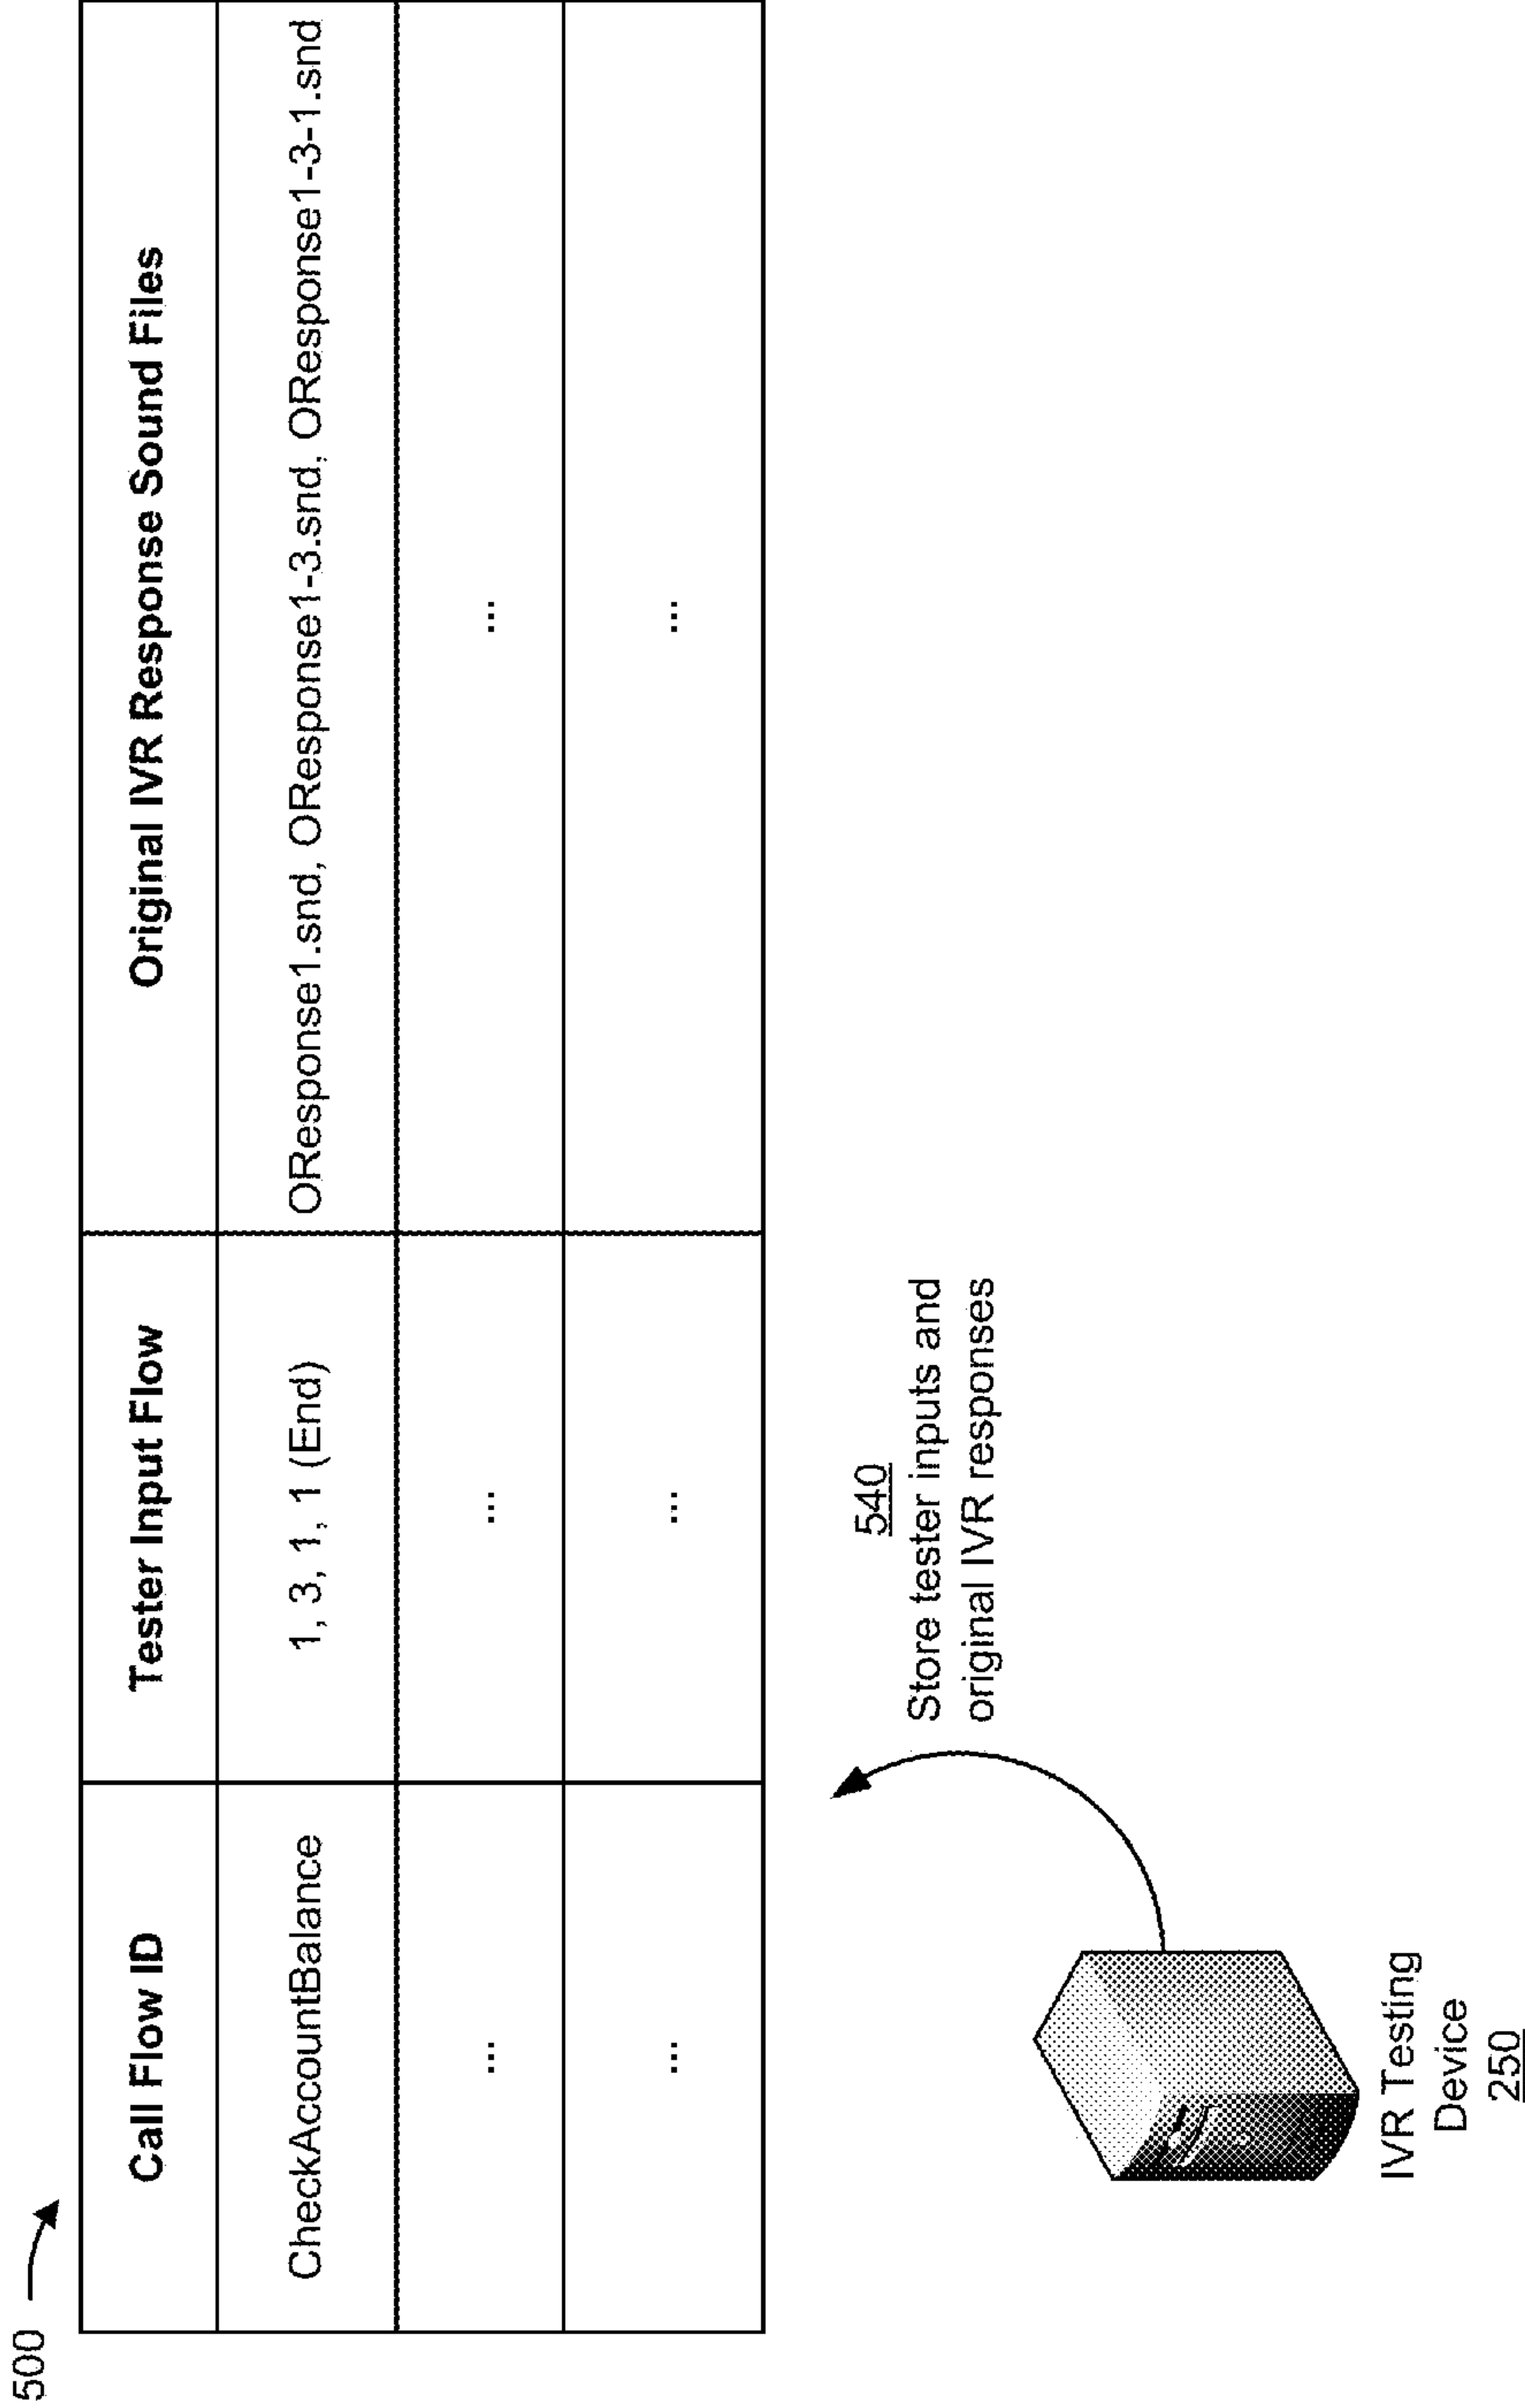 500
Call Flow ID
Tester Input Flow
Original IVR Response Sound Files
CheckAccountBalance
1, 3, 1, 1 (End)
OResponse1.snd, OResponse1-3.snd, OResponse1-3-1.snd
...
...
...
...
...
...
540
Store tester inputs and
original IVR responses
IVR Testing
Device
250